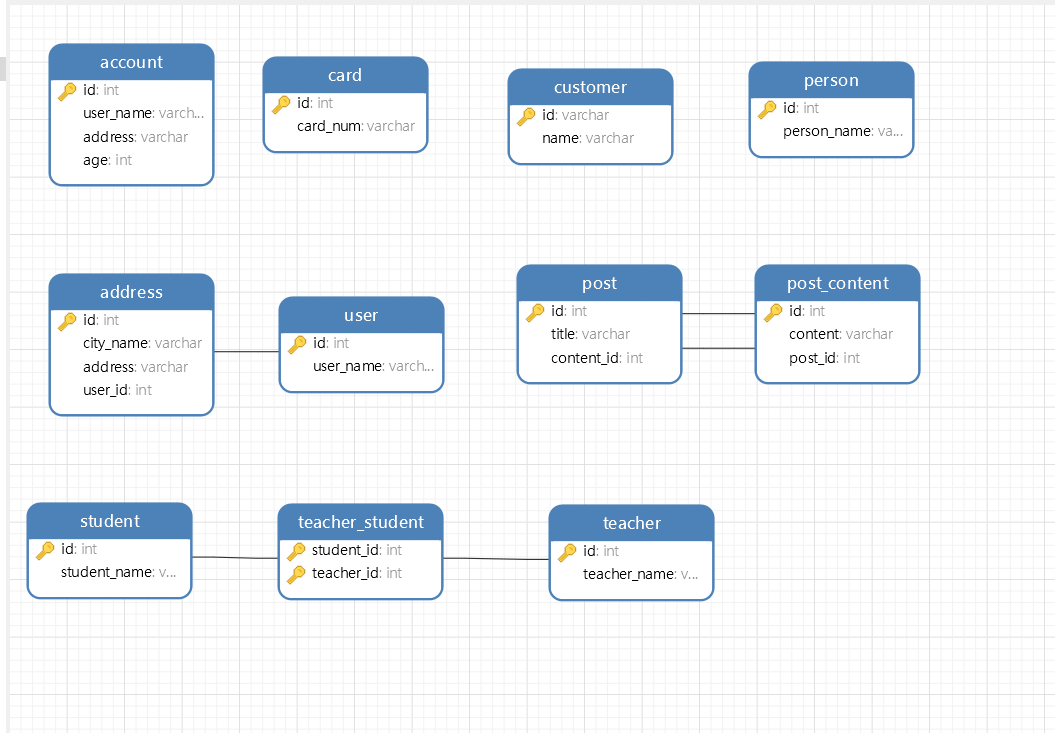 account
id: int
user_name: varch...
address: varchar
age: int
card
id: int
card_num: varchar
customer
id: varchar
name: varchar
person
id: int
person_name: va...
address
id: int
city_name: varchar
address: varchar
user_id: int
user
id: int
user_name: varch...
post
id: int
title: varchar
content_id: int
post_content
id: int
content: varchar
post_id: int
student
id: int
student_name: v...
teacher_student
student_id: int
teacher_id: int
teacher
id: int
teacher_name: v...